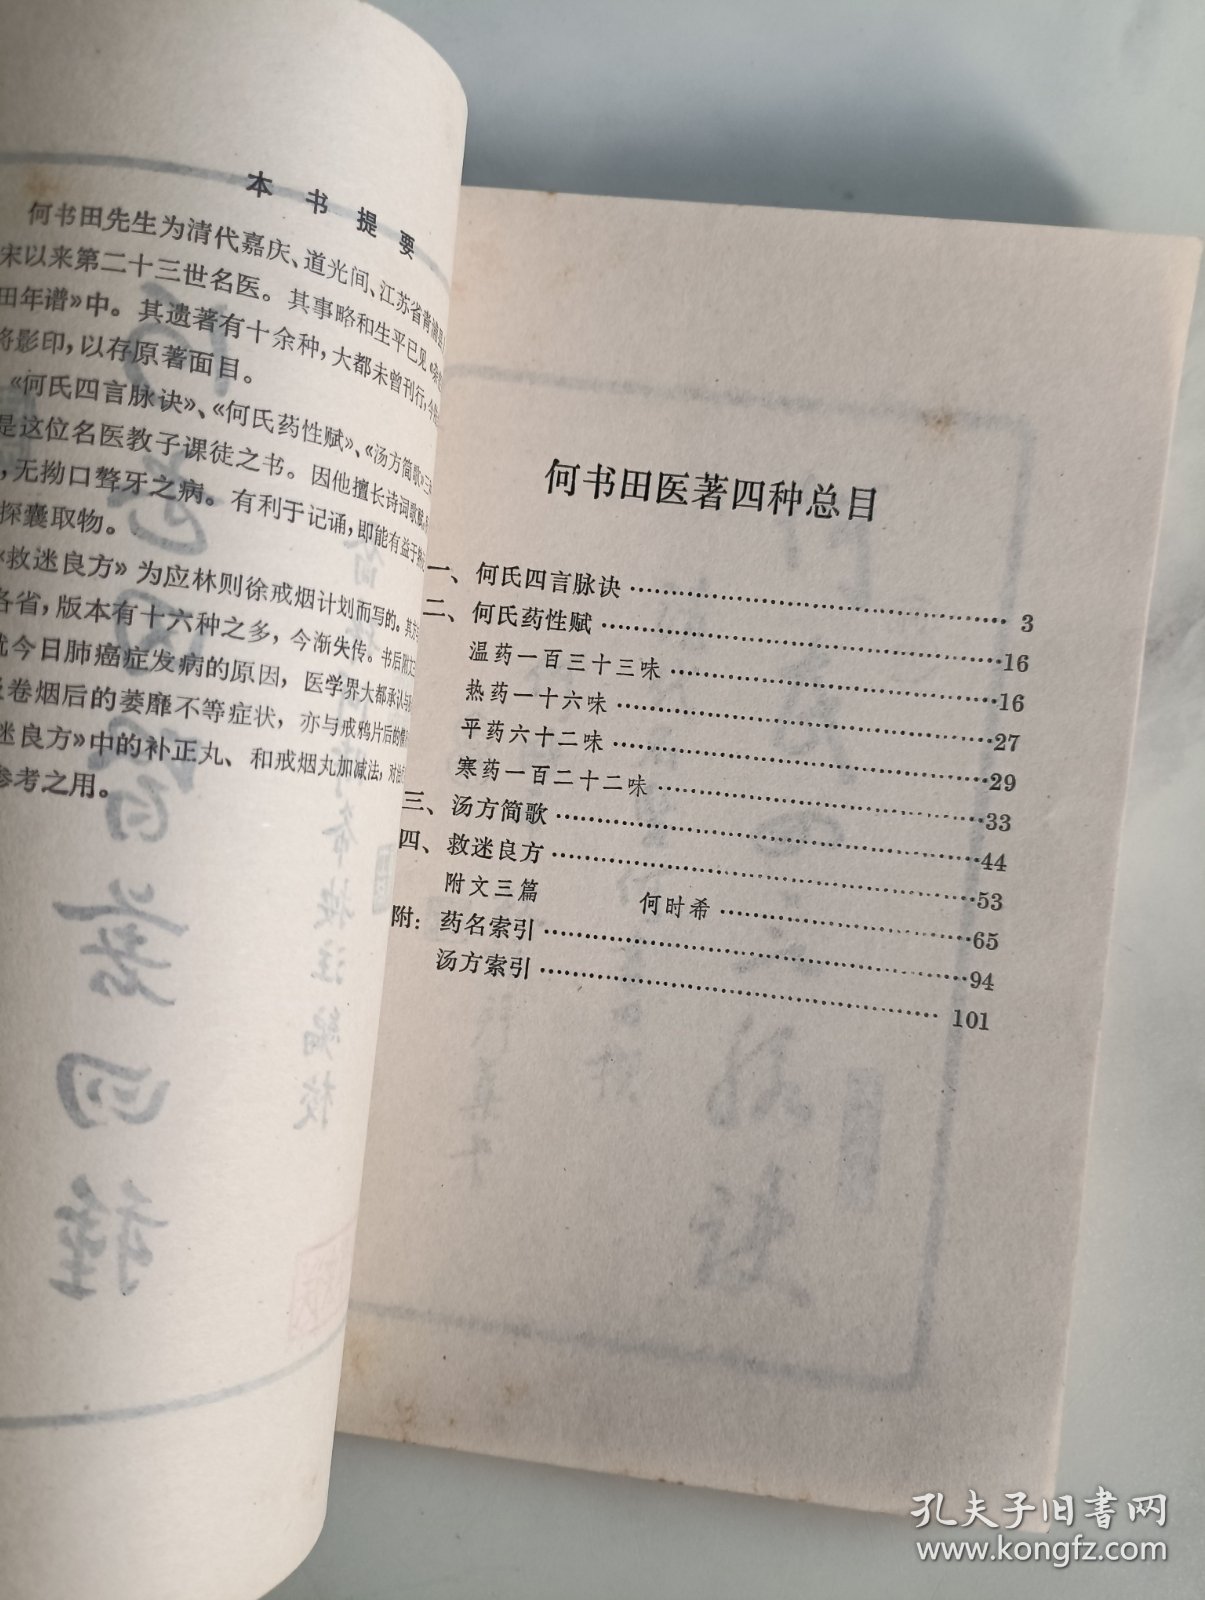 本书提要
何书田先生为清代嘉庆、道光间、江苏省青浦
宋以来第二十三世名医。其事略和生平已见《
田年谱》中。其遗著有十余种，大都未曾刊行，今
将影印，以存原著面目。
《何氏四言脉诀》、《何氏药性赋》、《汤方简歌》三
是这位名医教子课徒之书。因他擅长诗词歌赋，
，无拗口聱牙之病。有利于记诵，即能有益于
探囊取物。
《救迷良方》为应林则徐戒烟计划而写的。其方
各省，版本有十六种之多，今渐失传。书后附文
就今日肺癌症发病的原因，医学界大都承认与
及卷烟后的萎靡不等症状，亦与戒鸦片后的情
迷良方》中的补正丸、和戒烟丸加减法，对
参考之用。
何书田医著四种总目
一、何氏四言脉诀……3
二、何氏药性赋……16
温药一百三十三味……16
热药一十六味……27
平药六十二味……29
寒药一百二十二味……33
三、汤方简歌……44
四、救迷良方……53
附文三篇 何时希……65
附：药名索引……94
汤方索引……101
孔夫子旧书网
www.kongfz.com